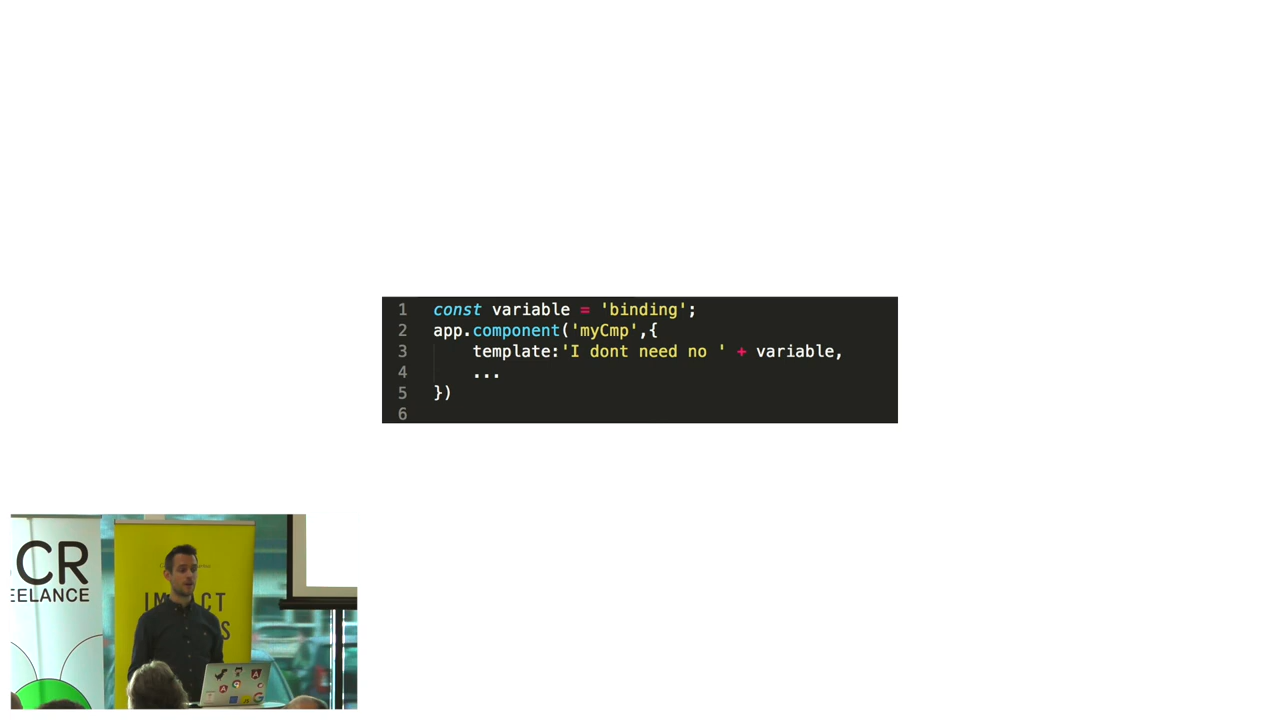 1 const variable = 'binding';
2 app.component('myCmp',{
3 template:'I dont need no ' + variable,
4 ...
5 })
6
CR
EELANCE